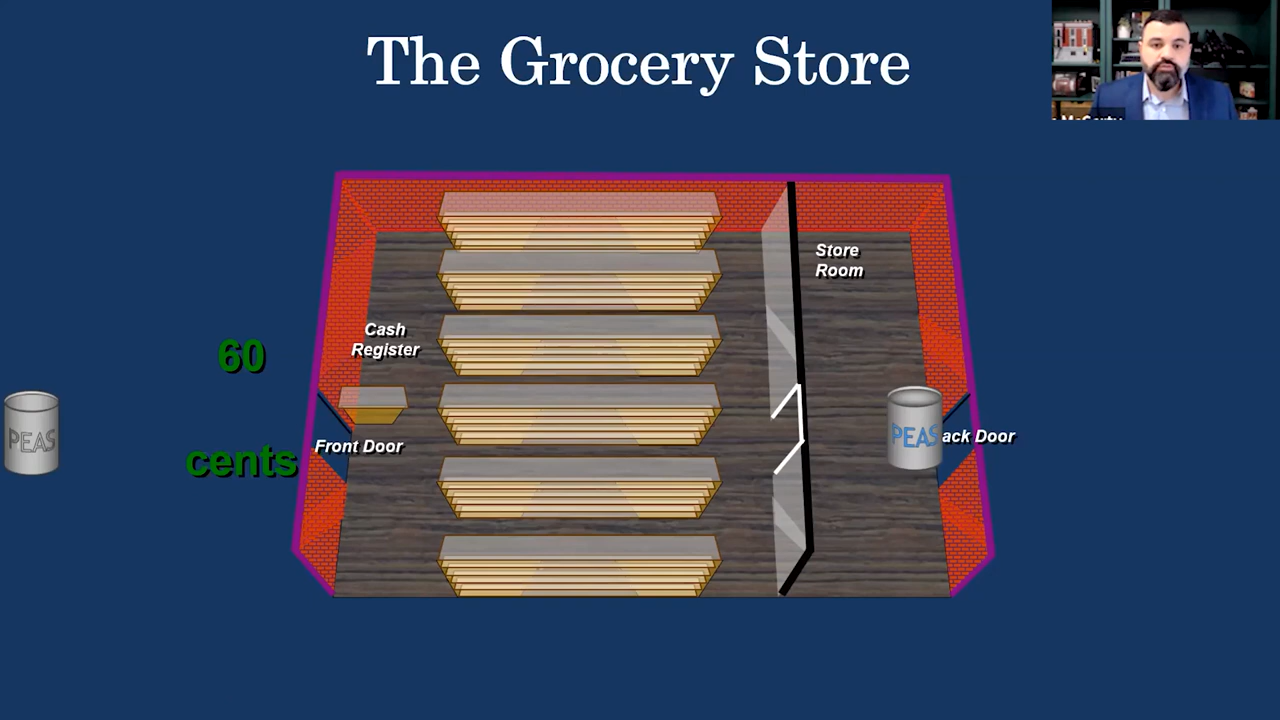 The Grocery Store
Store
Room
Cash
Register
60
PEAS
PEAS
ack Door
Front Door
cents